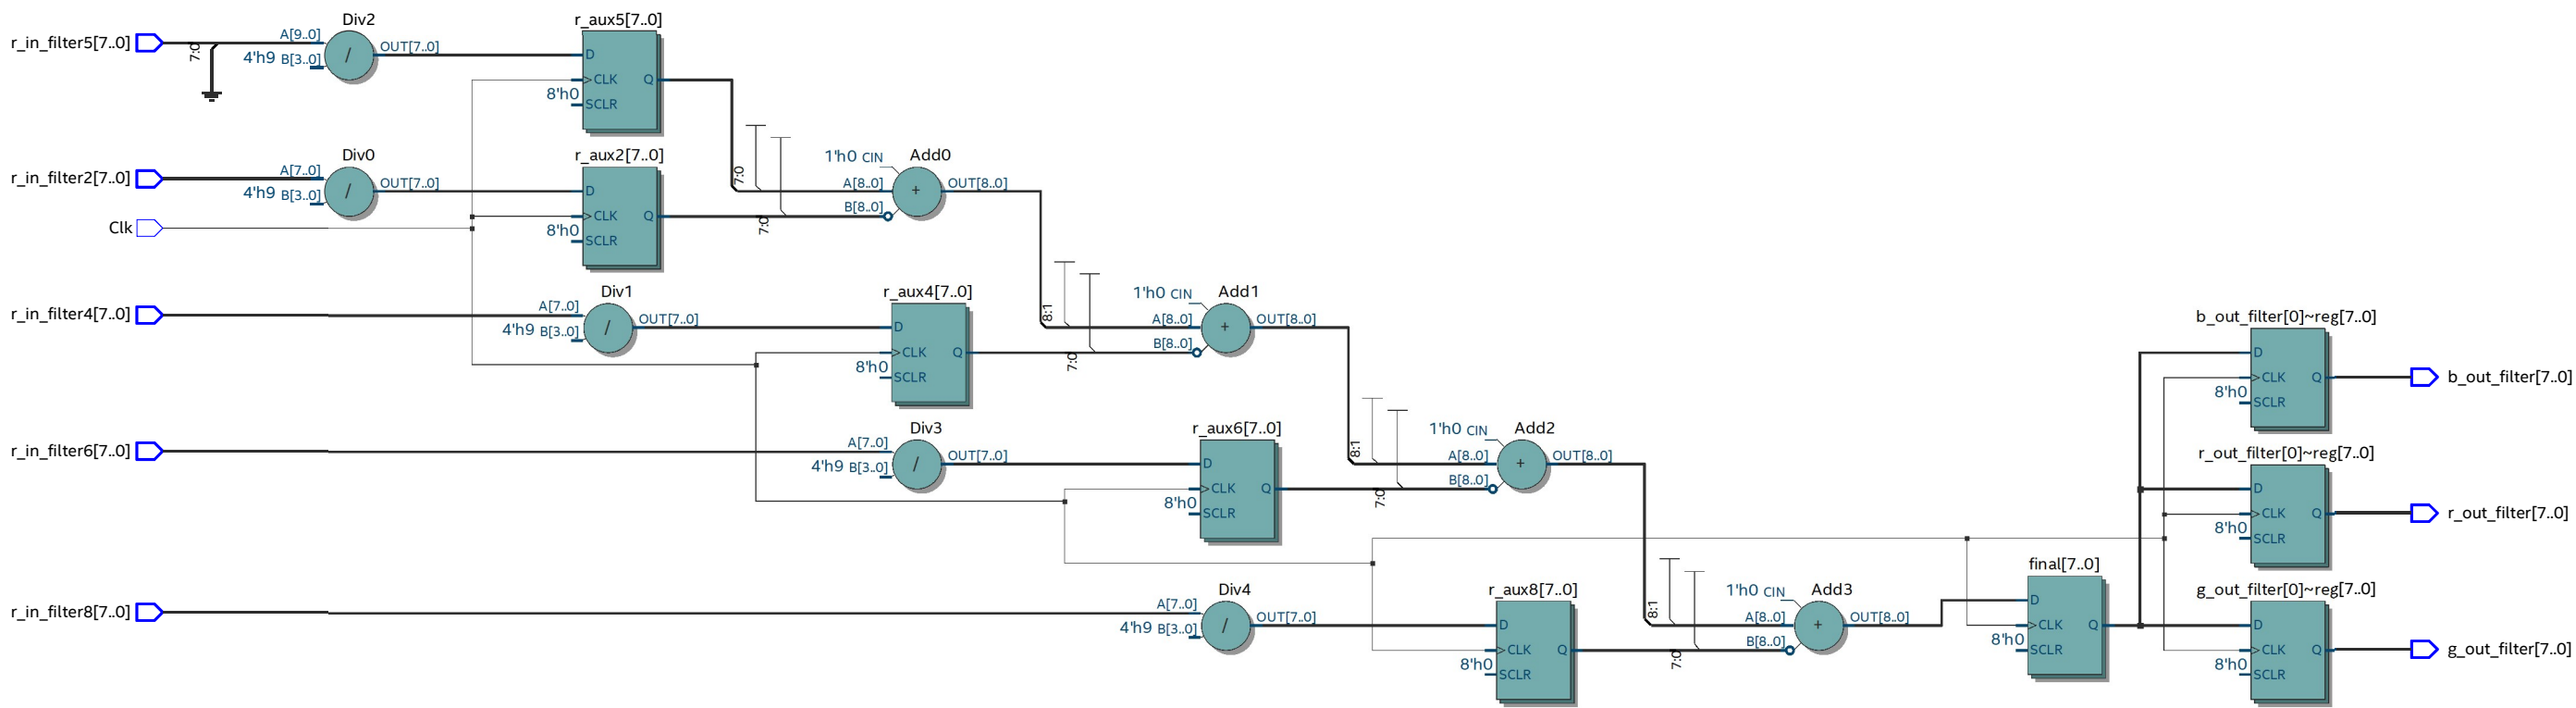 Div2
r_aux5[7..0]
r_in_filter5[7..0]
7:0
A[9..0]
4'h9 B[3..0]
/
OUT[7..0]
D
CLK
Q
8'h0
SCLR
Div0
r_aux2[7..0]
r_in_filter2[7..0]
A[7..0]
4'h9 B[3..0]
/
OUT[7..0]
D
CLK
Q
8'h0
SCLR
Clk
7:0
7:0
1'h0 CIN
Add0
A[8..0]
B[8..0]
+
OUT[8..0]
Div1
r_aux4[7..0]
r_in_filter4[7..0]
A[7..0]
4'h9 B[3..0]
/
OUT[7..0]
D
CLK
Q
8'h0
SCLR
8:1
7:0
1'h0 CIN
Add1
A[8..0]
B[8..0]
+
OUT[8..0]
Div3
r_aux6[7..0]
r_in_filter6[7..0]
A[7..0]
4'h9 B[3..0]
/
OUT[7..0]
D
CLK
Q
8'h0
SCLR
8:1
7:0
1'h0 CIN
Add2
A[8..0]
B[8..0]
+
OUT[8..0]
Div4
r_aux8[7..0]
r_in_filter8[7..0]
A[7..0]
4'h9 B[3..0]
/
OUT[7..0]
D
CLK
Q
8'h0
SCLR
8:1
7:0
1'h0 CIN
Add3
A[8..0]
B[8..0]
+
OUT[8..0]
final[7..0]
D
CLK
Q
8'h0
SCLR
b_out_filter[0]~reg[7..0]
D
CLK
Q
8'h0
SCLR
b_out_filter[7..0]
r_out_filter[0]~reg[7..0]
D
CLK
Q
8'h0
SCLR
r_out_filter[7..0]
g_out_filter[0]~reg[7..0]
D
CLK
Q
8'h0
SCLR
g_out_filter[7..0]